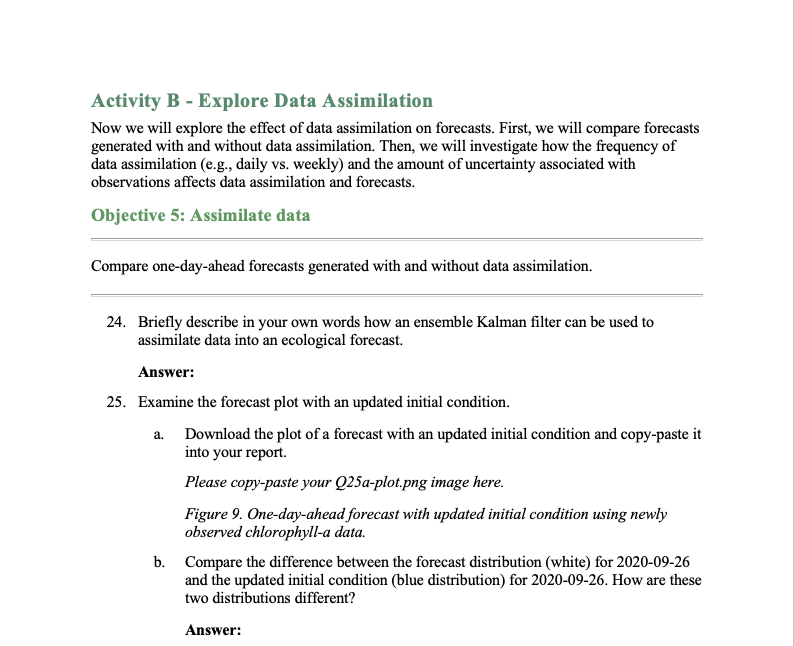 Activity B - Explore Data Assimilation
Now we will explore the effect of data assimilation on forecasts. First, we will compare forecasts
generated with and without data assimilation. Then, we will investigate how the frequency of
data assimilation (e.g., daily vs. weekly) and the amount of uncertainty associated with
observations affects data assimilation and forecasts.
Objective 5: Assimilate data
Compare one-day-ahead forecasts generated with and without data assimilation.
24. Briefly describe in your own words how an ensemble Kalman filter can be used to
assimilate data into an ecological forecast.
Answer:
25. Examine the forecast plot with an updated initial condition.
a. Download the plot of a forecast with an updated initial condition and copy-paste it
into your report.
Please copy-paste your Q25a-plot.png image here.
Figure 9. One-day-ahead forecast with updated initial condition using newly
observed chlorophyll-a data.
b. Compare the difference between the forecast distribution (white) for 2020-09-26
and the updated initial condition (blue distribution) for 2020-09-26. How are these
two distributions different?
Answer: